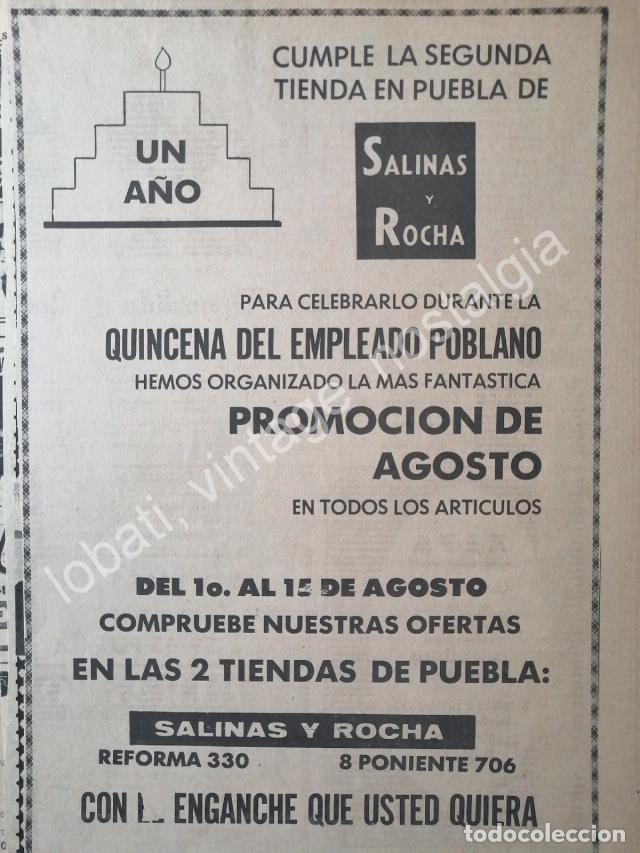 UN
AÑO
CUMPLE LA SEGUNDA
TIENDA EN PUEBLA DE
SALINAS
Y
ROCHA
PARA CELEBRARLO DURANTE LA
QUINCENA DEL EMPLEADO POBLANO
HEMOS ORGANIZADO LA MAS FANTASTICA
PROMOCION DE
AGOSTO
EN TODOS LOS ARTICULOS
DEL 1o. AL 15 DE AGOSTO
COMPRUEBE NUESTRAS OFERTAS
EN LAS 2 TIENDAS DE PUEBLA:
SALINAS Y ROCHA
REFORMA 330 8 PONIENTE 706
CON ENGANCHE QUE USTED QUIERA
lobati, vintage nostalgia
todocoleccion